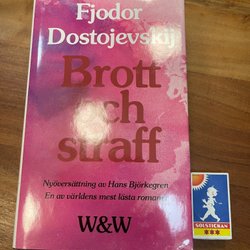 Fjodor
Dostojevskij
Brott
och
straff
Nyöversättning av Hans Björkegren
En av världens mest lästa romaner
W&W
SOLSTICKAN